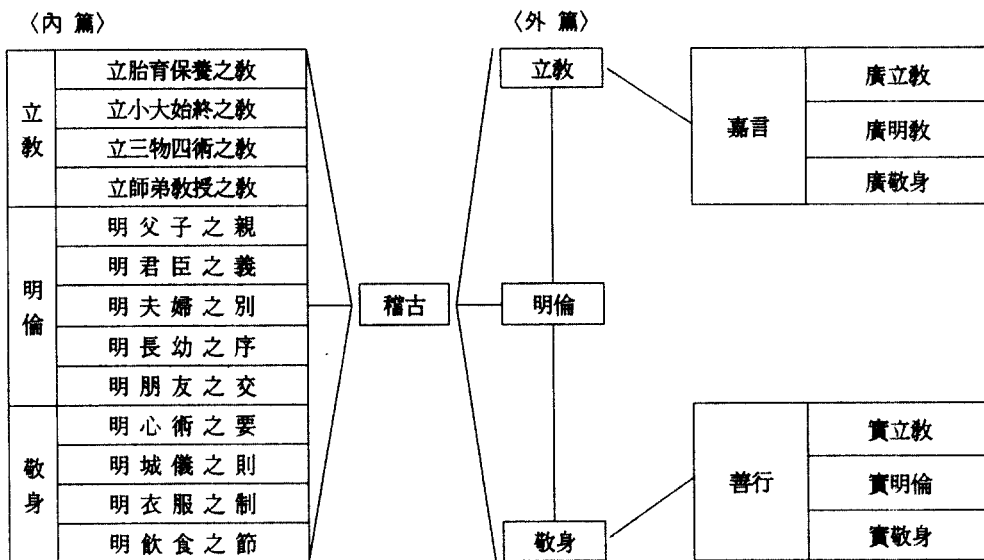 〈內 篇〉
〈外 篇〉
立教
立胎育保養之教
立小大始終之教
立三物四術之教
立師弟教授之教
明倫
明父子之親
明君臣之義
明夫婦之別
明長幼之序
明朋友之交
敬身
明心術之要
明城儀之則
明衣服之制
明飮食之節
稽古
立教
明倫
敬身
嘉言
廣立教
廣明教
廣敬身
善行
實立教
實明倫
實敬身